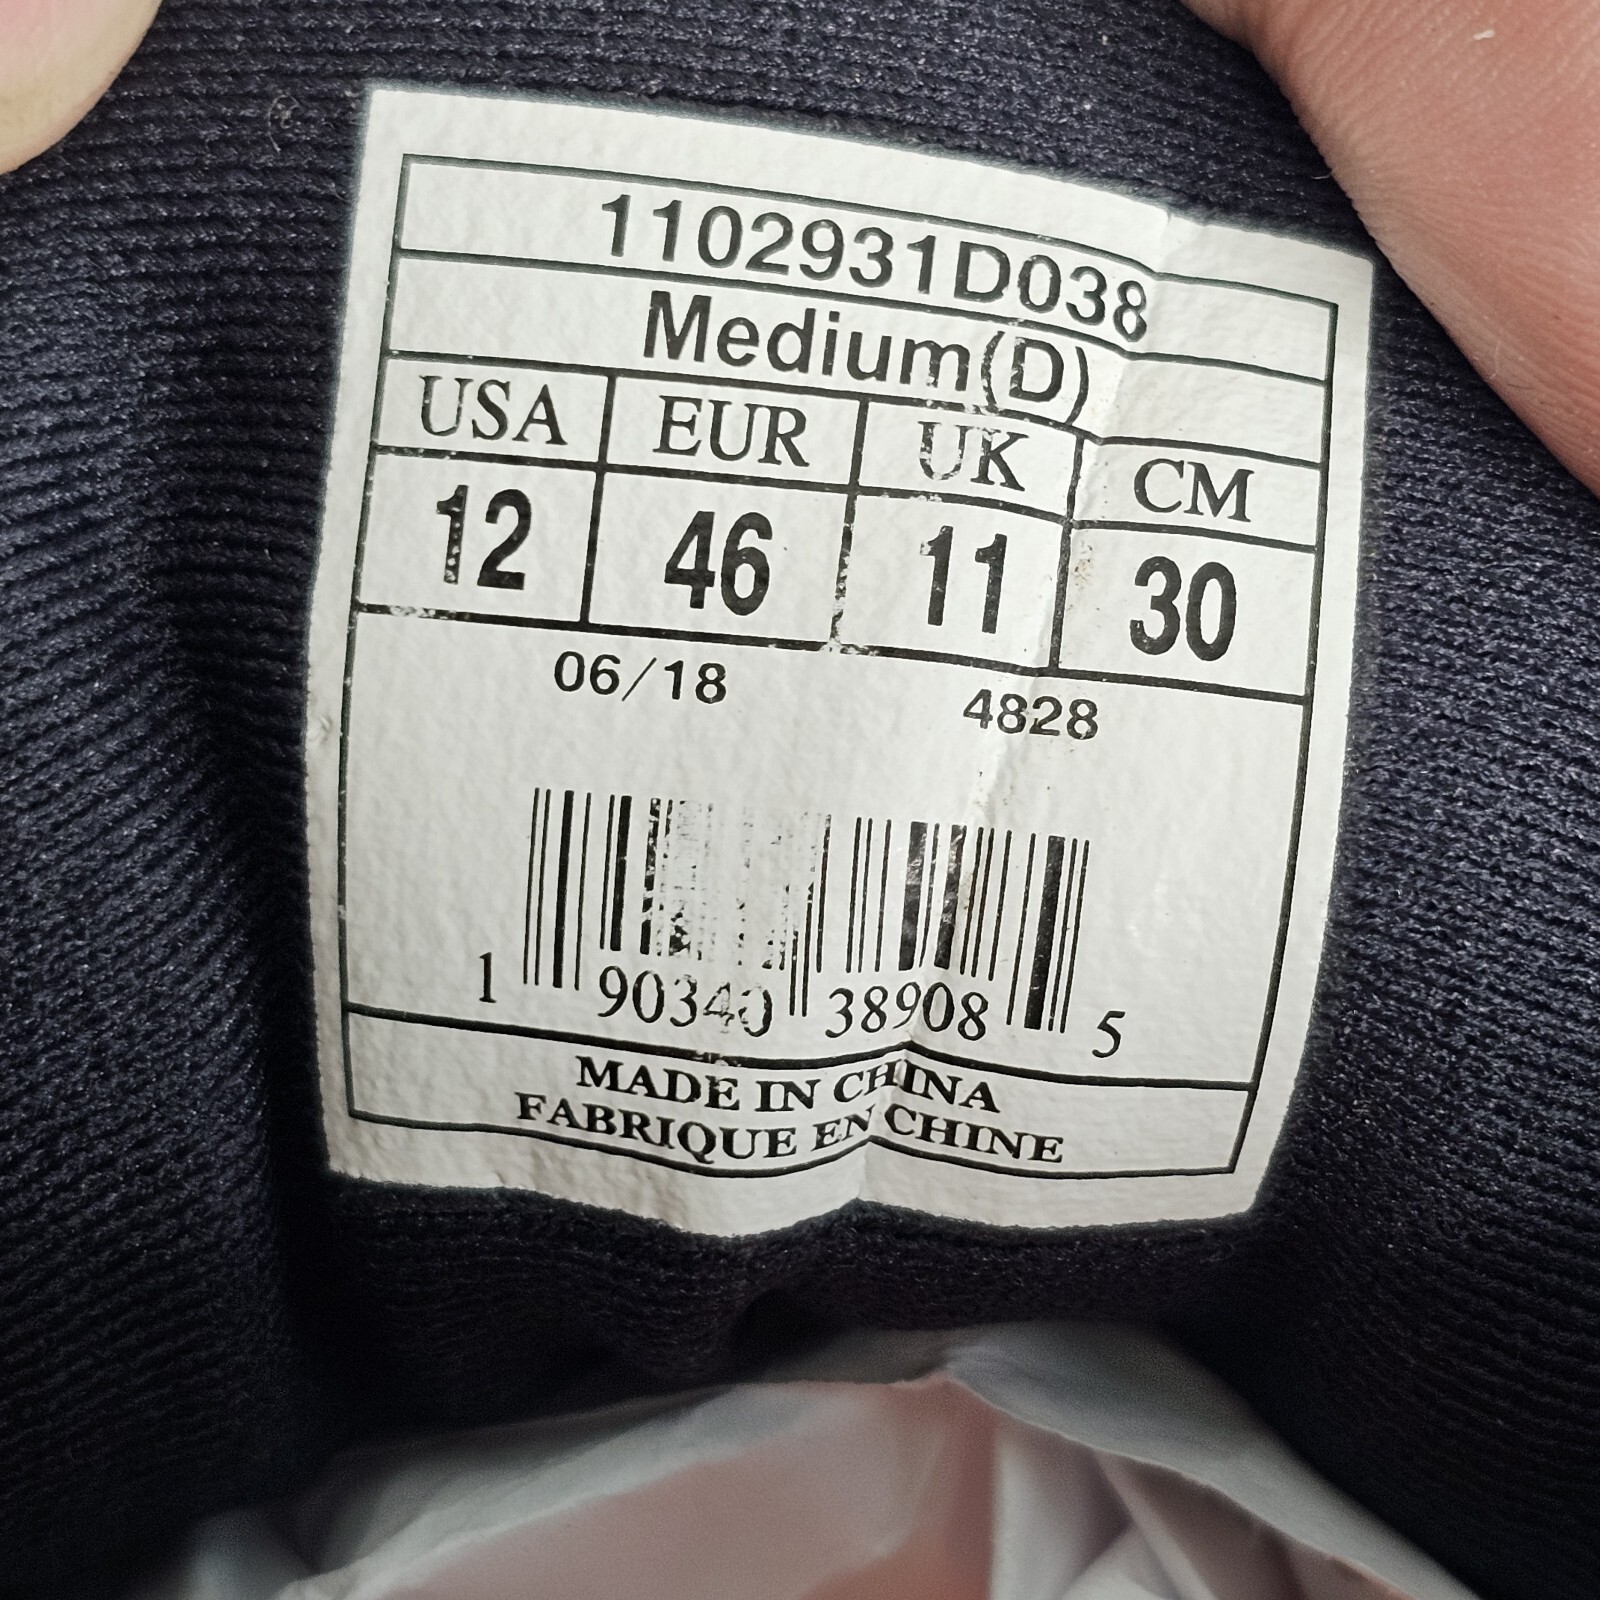 1102931D038
Medium(D)
USA EUR UK CM
12 46 11 30
06/18 4828
1 90340 38908 5
MADE IN CHINA
FABRIQUE EN CHINE